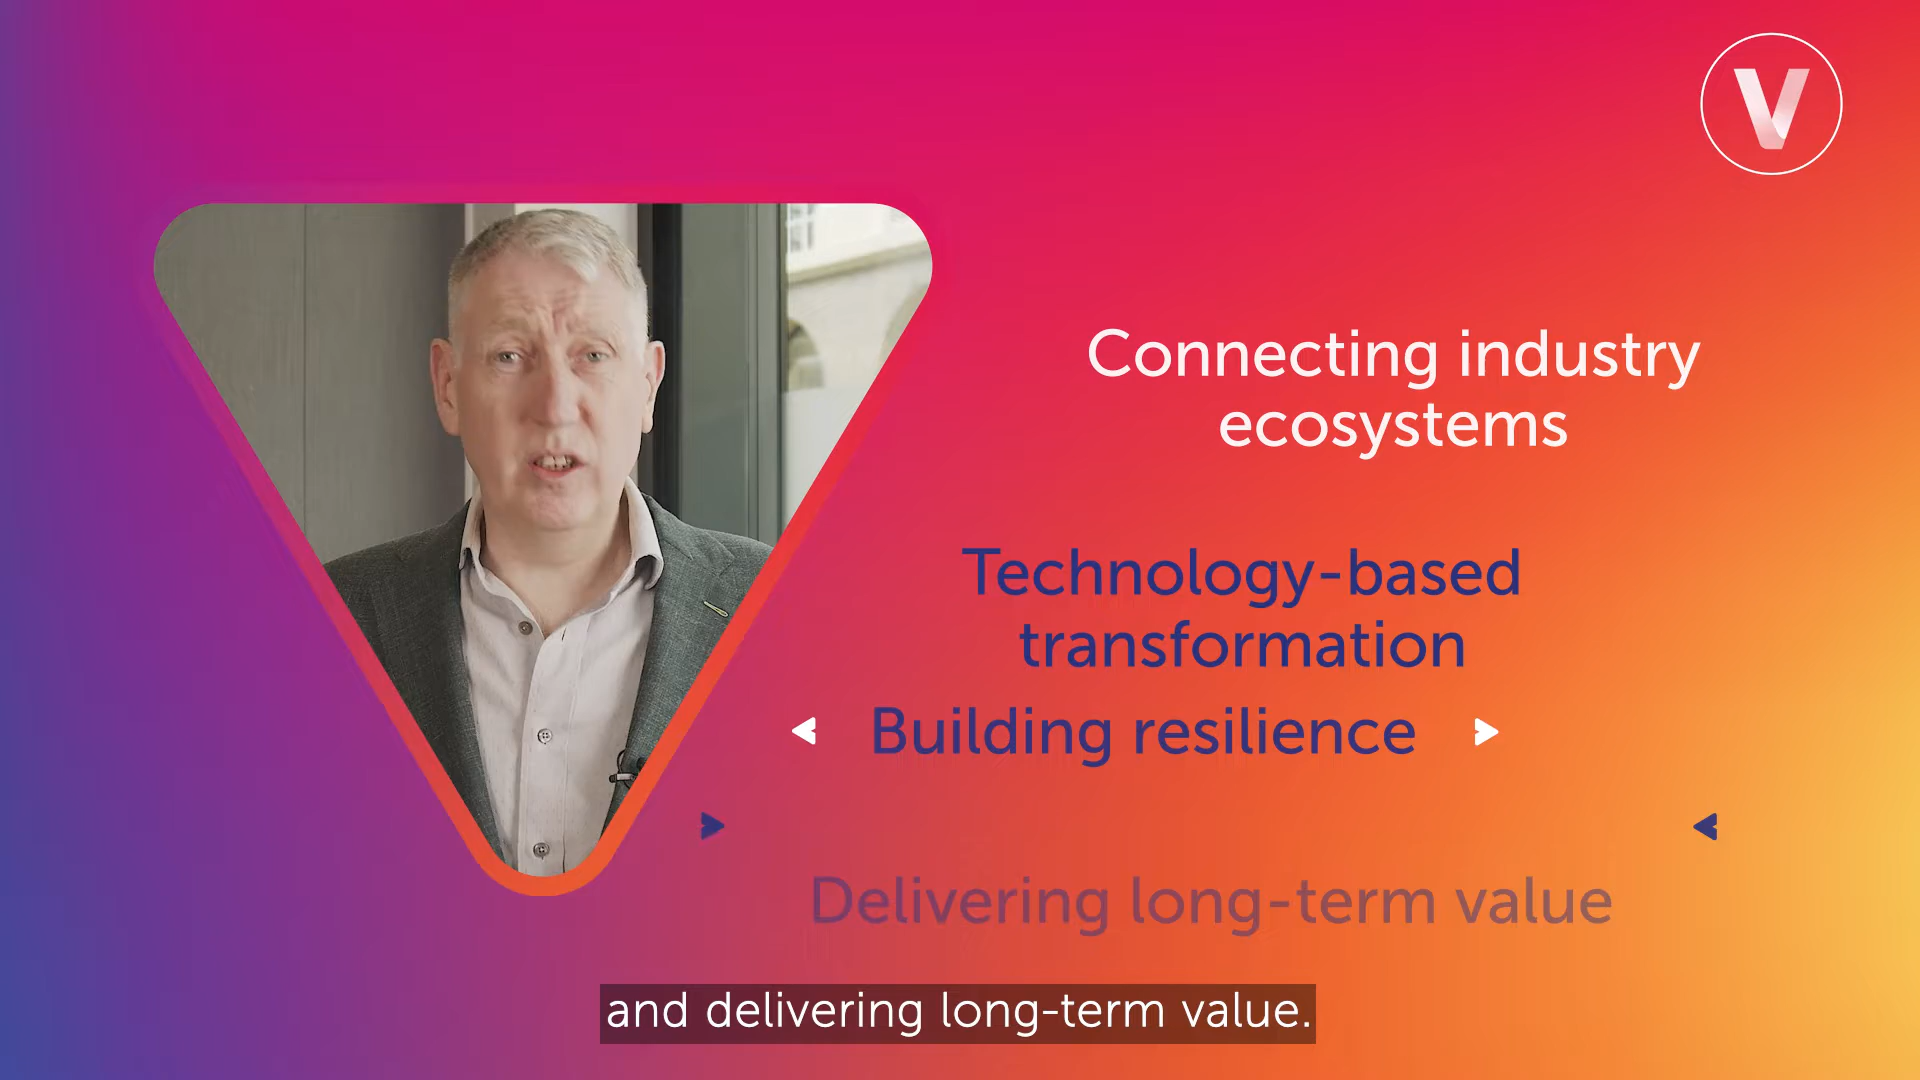 V
Connecting industry
ecosystems
Technology-based
transformation
Building resilience
Delivering long-term value
and delivering long-term value.